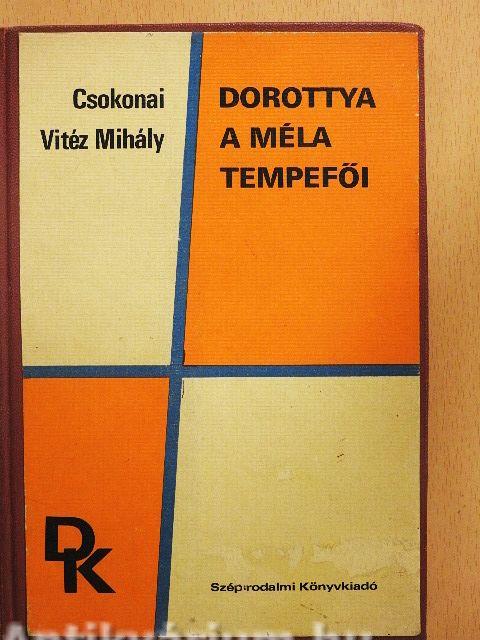 Csokonai
Vitéz Mihály
DOROTTYA
A MÉLA
TEMPEFŐI
DK
Szépirodalmi Könyvkiadó